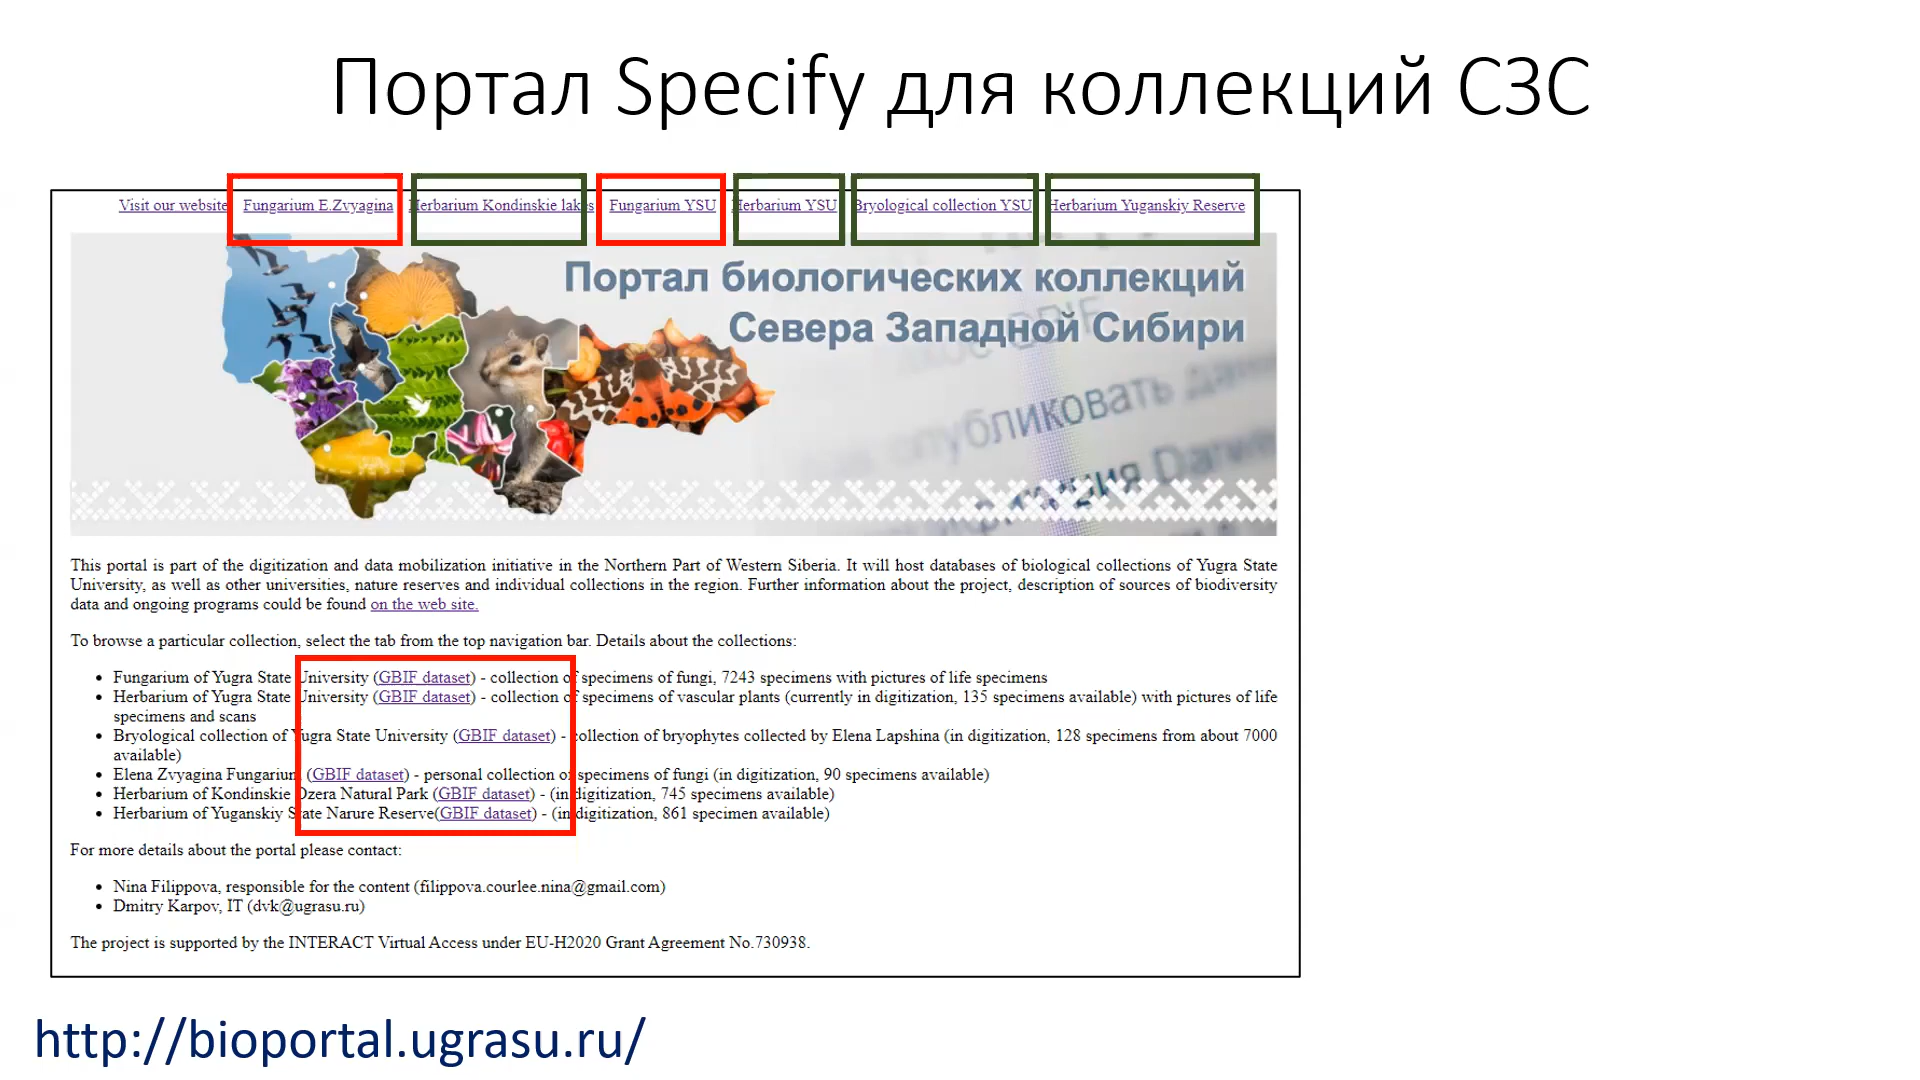 Портал Specify для коллекций СЗС
Visit our website Fungarium E.Zvyagina Herbarium Kondinskie lakes Fungarium YSU Herbarium YSU Bryological collection YSU Herbarium Yuganskiy Reserve
Портал биологических коллекций
Севера Западной Сибири
GBIF
опубликовать
This portal is part of the digitization and data mobilization initiative in the Northern Part of Western Siberia. It will host databases of biological collections of Yugra State
University, as well as other universities, nature reserves and individual collections in the region. Further information about the project, description of sources of biodiversity
data and ongoing programs could be found on the web site.
To browse a particular collection, select the tab from the top navigation bar. Details about the collections:
• Fungarium of Yugra State University (GBIF dataset) - collection of specimens of fungi, 7243 specimens with pictures of life specimens
• Herbarium of Yugra State University (GBIF dataset) - collection of specimens of vascular plants (currently in digitization, 135 specimens available) with pictures of life
specimens and scans
• Bryological collection of Yugra State University (GBIF dataset) - collection of bryophytes collected by Elena Lapshina (in digitization, 128 specimens from about 7000
available)
• Elena Zvyagina Fungarium (GBIF dataset) - personal collection of specimens of fungi (in digitization, 90 specimens available)
• Herbarium of Kondinskie Ozera Natural Park (GBIF dataset) - (in digitization, 745 specimens available)
• Herbarium of Yuganskiy State Narure Reserve(GBIF dataset) - (in digitization, 861 specimen available)
For more details about the portal please contact:
• Nina Filippova, responsible for the content (filippova.courlee.nina@gmail.com)
• Dmitry Karpov, IT (dvk@ugrasu.ru)
The project is supported by the INTERACT Virtual Access under EU-H2020 Grant Agreement No.730938.
http://bioportal.ugrasu.ru/